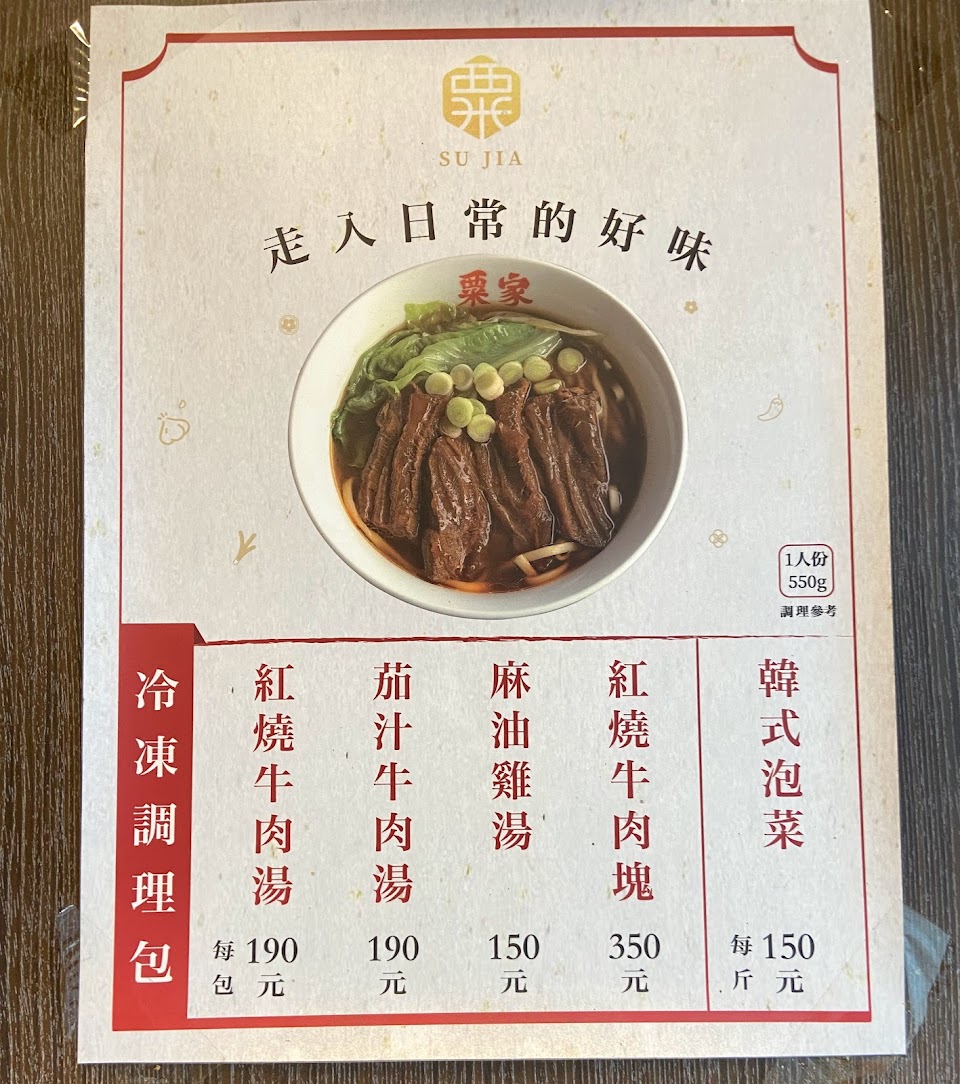 粟
SU JIA
走入日常的好味
粟家
1人份
550g
調理參考
冷凍調理包
紅燒牛肉湯
每包 190元
茄汁牛肉湯
190元
麻油雞湯
150元
紅燒牛肉塊
350元
韓式泡菜
每斤 150元